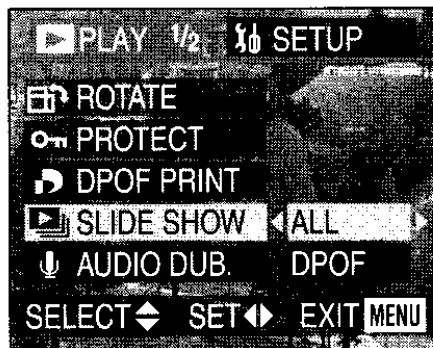 PLAY 1/2 SETUP
ROTATE
PROTECT
DPOF PRINT
SLIDE SHOW ALL
AUDIO DUB. DPOF
SELECT SET EXIT MENU